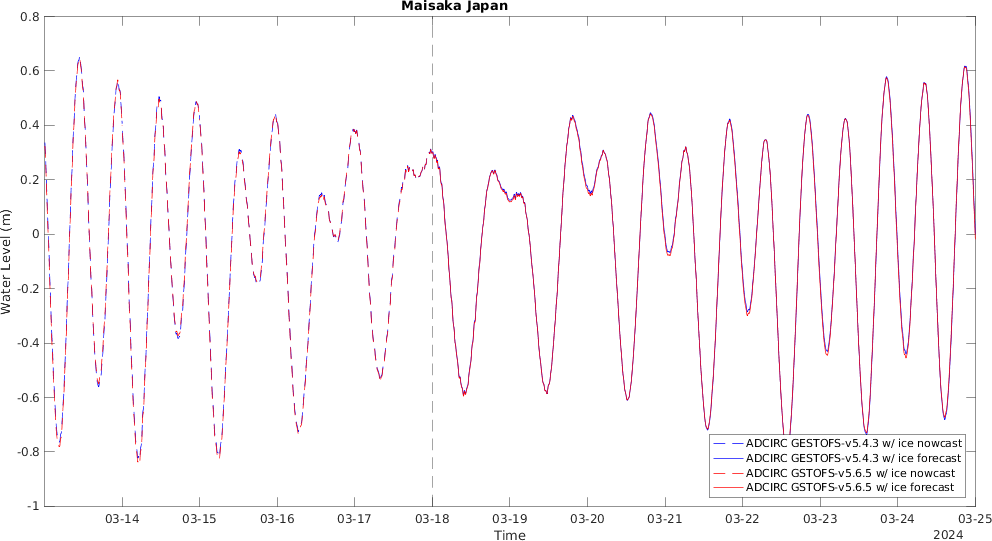 Maisaka Japan
0.8
0.6
0.4
0.2
0
-0.2
-0.4
-0.6
-0.8
-1
Water Level (m)
ADCIRC GESTOFS-v5.4.3 w/ ice nowcast
ADCIRC GESTOFS-v5.4.3 w/ ice forecast
ADCIRC GSTOFS-v5.6.5 w/ ice nowcast
ADCIRC GSTOFS-v5.6.5 w/ ice forecast
03-14 03-15 03-16 03-17 03-18 03-19 03-20 03-21 03-22 03-23 03-24 03-25
Time
2024